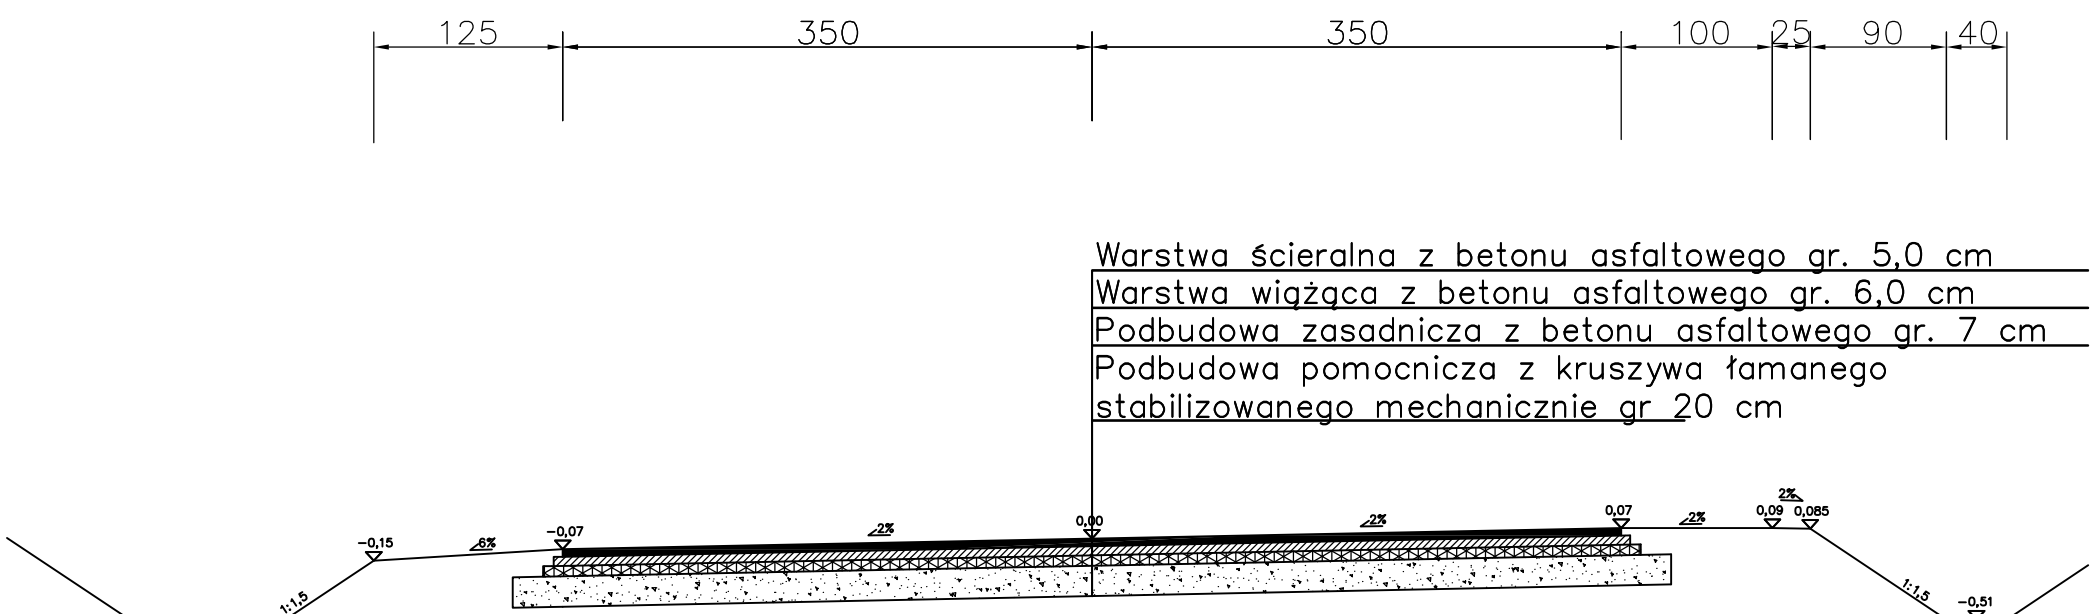 125 350 350 100 25 90 40
Warstwa ścieralna z betonu asfaltowego gr. 5,0 cm
Warstwa wiążąca z betonu asfaltowego gr. 6,0 cm
Podbudowa zasadnicza z betonu asfaltowego gr. 7 cm
Podbudowa pomocnicza z kruszywa łamanego
stabilizowanego mechanicznie gr 20 cm
2%
-0,15 6% -0,07 2% 0,00 2% 0,07 2% 0,09 0,085
1:1,5 1:1,5 -0,51